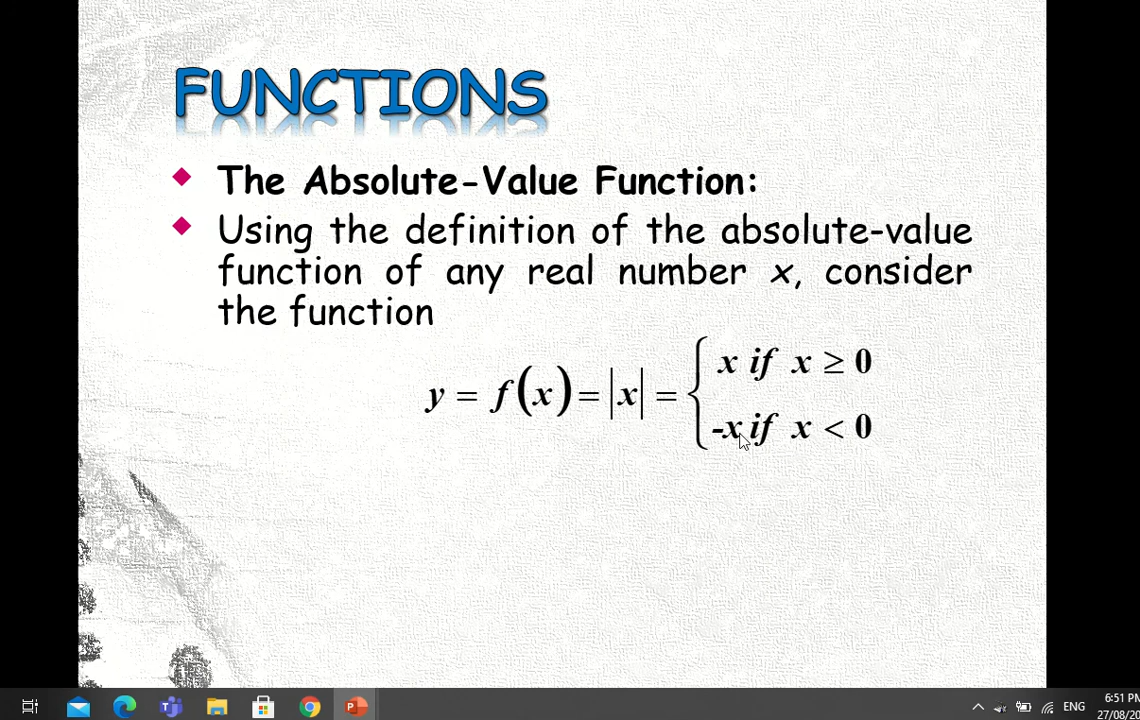 FUNCTIONS
The Absolute-Value Function:
Using the definition of the absolute-value
function of any real number x, consider
the function
x if x ≥ 0
y = f(x) = |x| =
-x if x < 0
6:51 PM
ENG
27/08/20